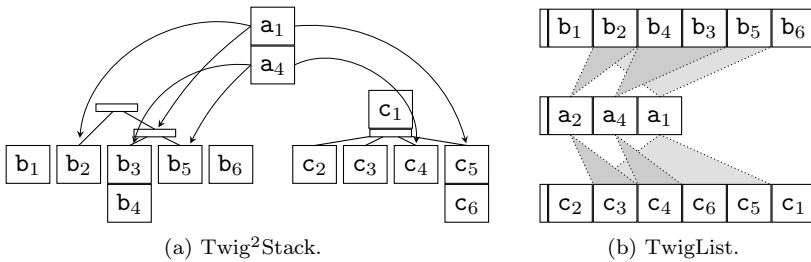 a1
a4
c1
b1 b2 b3 b5 b6
c2 c3 c4 c5
b4
c6
(a) Twig²Stack.
b1 b2 b4 b3 b5 b6
a2 a4 a1
c2 c3 c4 c6 c5 c1
(b) TwigList.